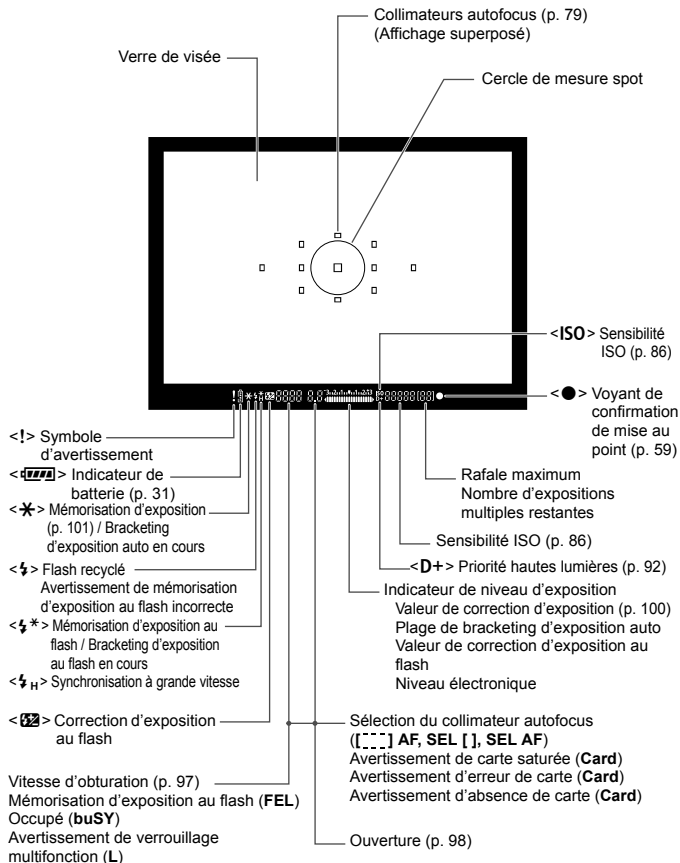 Collimateurs autofocus (p. 79)
(Affichage superposé)
Verre de visée
Cercle de mesure spot
<ISO> Sensibilité
ISO (p. 86)
<●> Voyant de
confirmation
de mise au
point (p. 59)
<!> Symbole
d'avertissement
<> Indicateur de
batterie (p. 31)
<✱> Mémorisation d'exposition
(p. 101) / Bracketing
d'exposition auto en cours
<⚡> Flash recyclé
Avertissement de mémorisation
d'exposition au flash incorrecte
<⚡*> Mémorisation d'exposition au
flash / Bracketing d'exposition
au flash en cours
<⚡H> Synchronisation à grande vitesse
<> Correction d'exposition
au flash
Vitesse d'obturation (p. 97)
Mémorisation d'exposition au flash (FEL)
Occupé (buSY)
Avertissement de verrouillage
multifonction (L)
Rafale maximum
Nombre d'expositions
multiples restantes
Sensibilité ISO (p. 86)
<D+> Priorité hautes lumières (p. 92)
Indicateur de niveau d'exposition
Valeur de correction d'exposition (p. 100)
Plage de bracketing d'exposition auto
Valeur de correction d'exposition au
flash
Niveau électronique
Sélection du collimateur autofocus
([ ] AF, SEL [ ], SEL AF)
Avertissement de carte saturée (Card)
Avertissement d'erreur de carte (Card)
Avertissement d'absence de carte (Card)
Ouverture (p. 98)